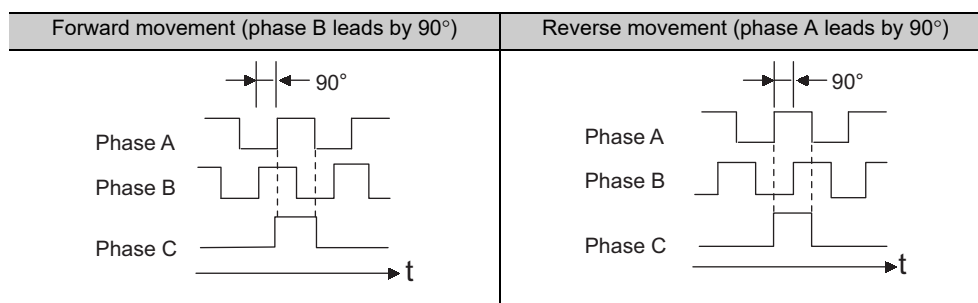 Forward movement (phase B leads by 90°)
90°
Phase A
Phase B
Phase C
t
Reverse movement (phase A leads by 90°)
90°
Phase A
Phase B
Phase C
t